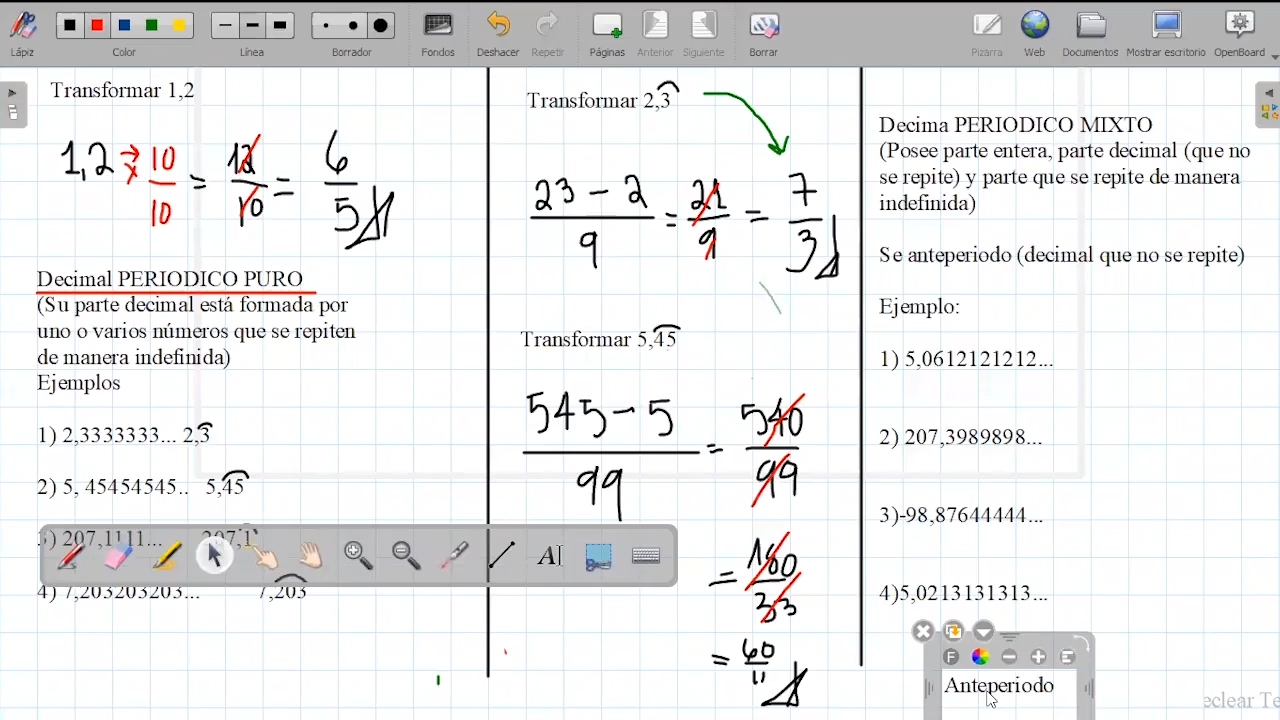 Lápiz
Color
Línea
Borrador
Fondos
Deshacer
Repetir
Páginas
Anterior
Siguiente
Borrar
Pizarra
Web
Documentos
Mostrar escritorio
OpenBoard
Transformar 1,2
1,2 × 10/10 = 12/10 = 6/5
Decimal PERIODICO PURO
(Su parte decimal está formada por
uno o varios números que se repiten
de manera indefinida)
Ejemplos
1) 2,3333333... 2,3
2) 5, 45454545.. 5,45
3) 207,1111... 207,1
4) 7,203203203... 7,203
Transformar 2,3
23 - 2 / 9 = 21/9 = 7/3
Transformar 5,45
545 - 5 / 99 = 540/99
= 180/33
= 60/11
Decima PERIODICO MIXTO
(Posee parte entera, parte decimal (que no
se repite) y parte que se repite de manera
indefinida)
Se anteperiodo (decimal que no se repite)
Ejemplo:
1) 5,0612121212...
2) 207,3989898...
3)-98,87644444...
4)5,0213131313...
F
Anteperiodo
AI